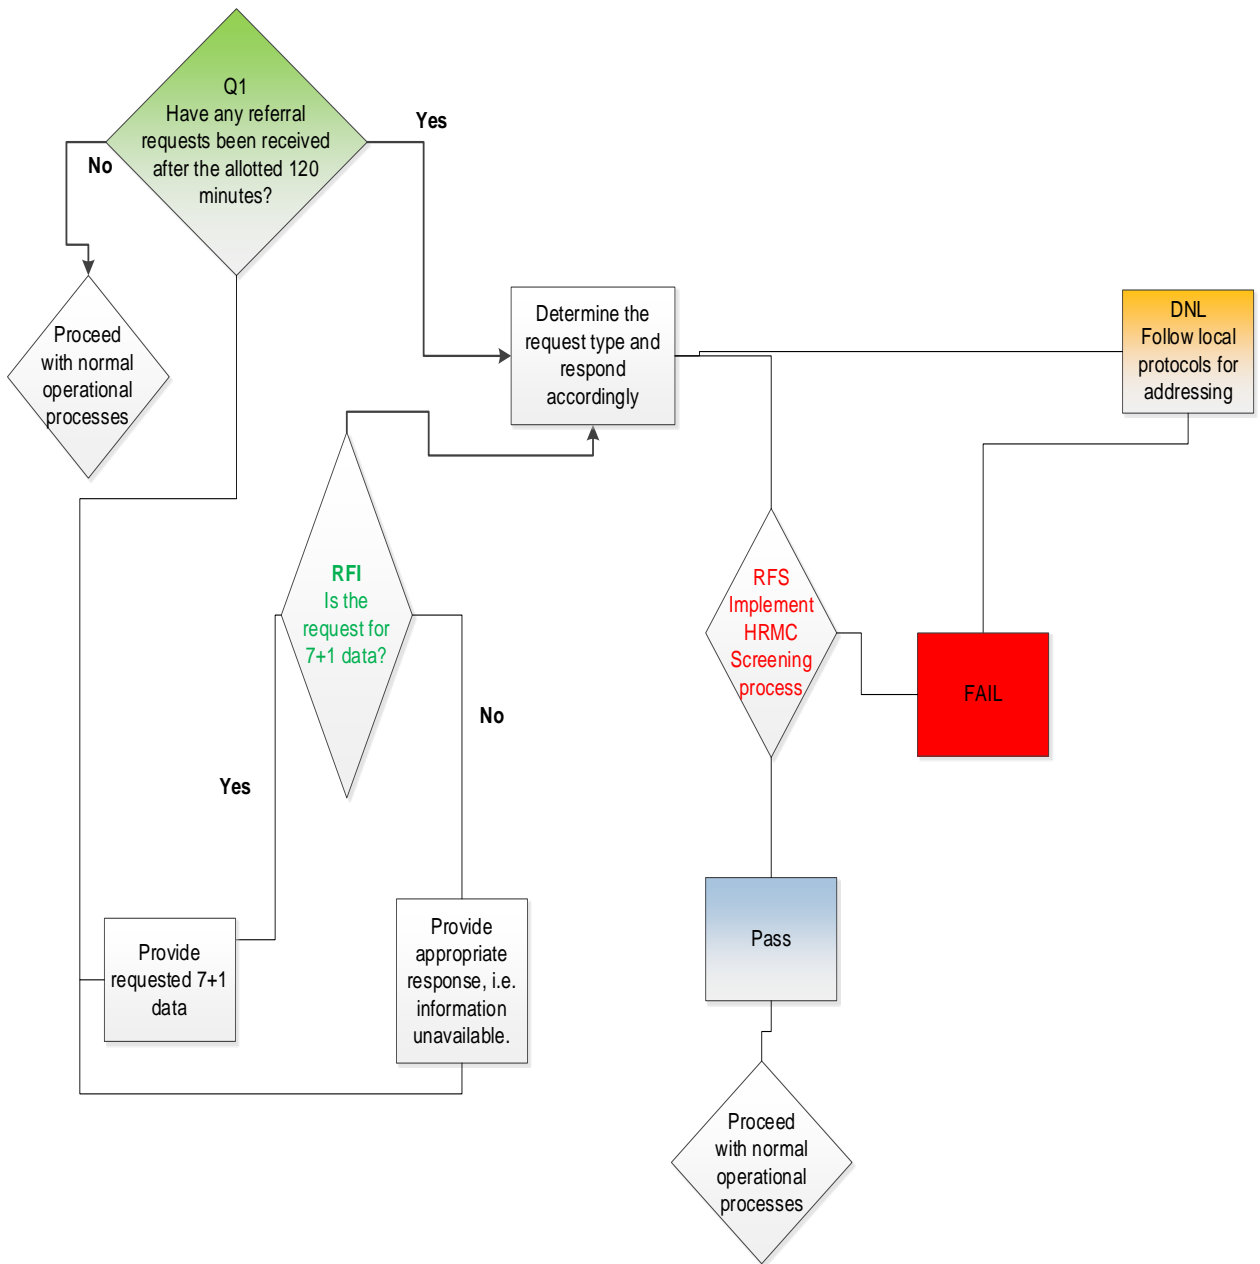 Q1
Have any referral
requests been received
after the allotted 120
minutes?
Yes
No
Proceed
with normal
operational
processes
Determine the
request type and
respond
accordingly
DNL
Follow local
protocols for
addressing
RFI
Is the
request for
7+1 data?
RFS
Implement
HRMC
Screening
process
FAIL
No
Yes
Provide
requested 7+1
data
Provide
appropriate
response, i.e.
information
unavailable.
Pass
Proceed
with normal
operational
processes